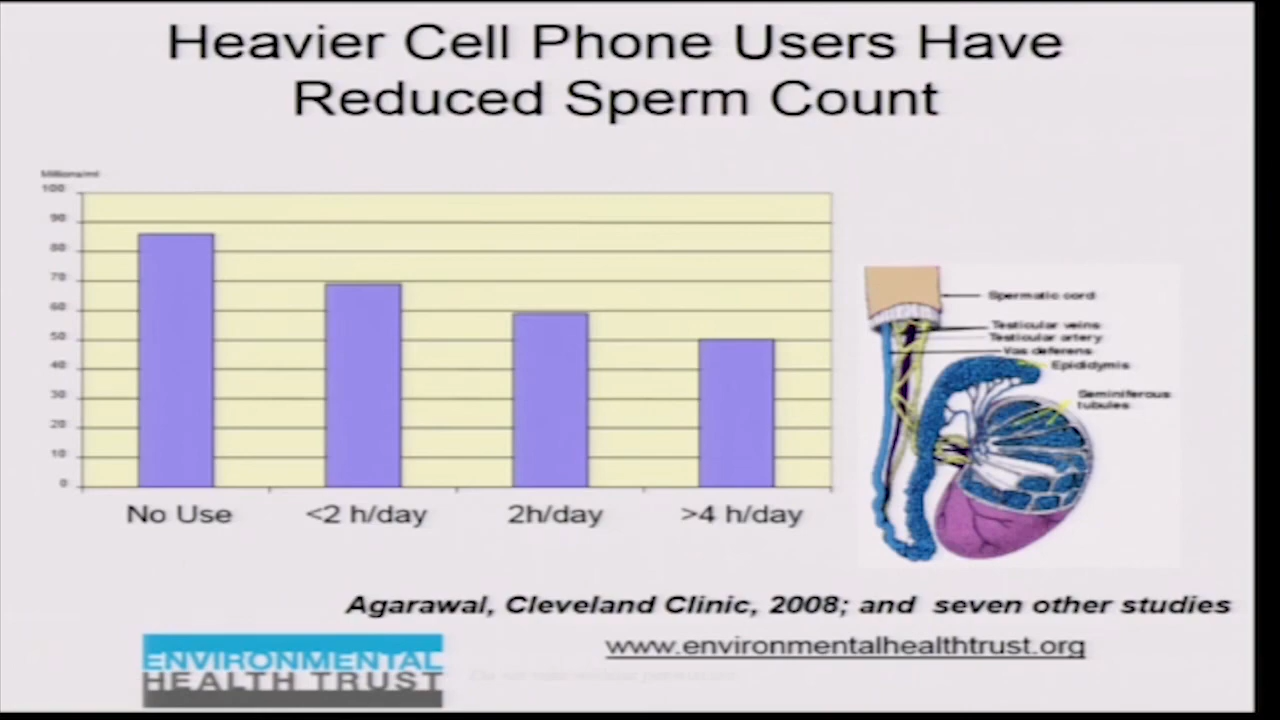 Heavier Cell Phone Users Have
Reduced Sperm Count
Millions/ml
100
90
80
70
60
50
40
30
20
10
0
No Use
<2 h/day
2h/day
>4 h/day
Spermatic cord
Testicular veins
Testicular artery
Vas deferens
Epididymis
Seminiferous
tubules
Agarawal, Cleveland Clinic, 2008; and seven other studies
www.environmentalhealthtrust.org
ENVIRONMENTAL
HEALTH TRUST